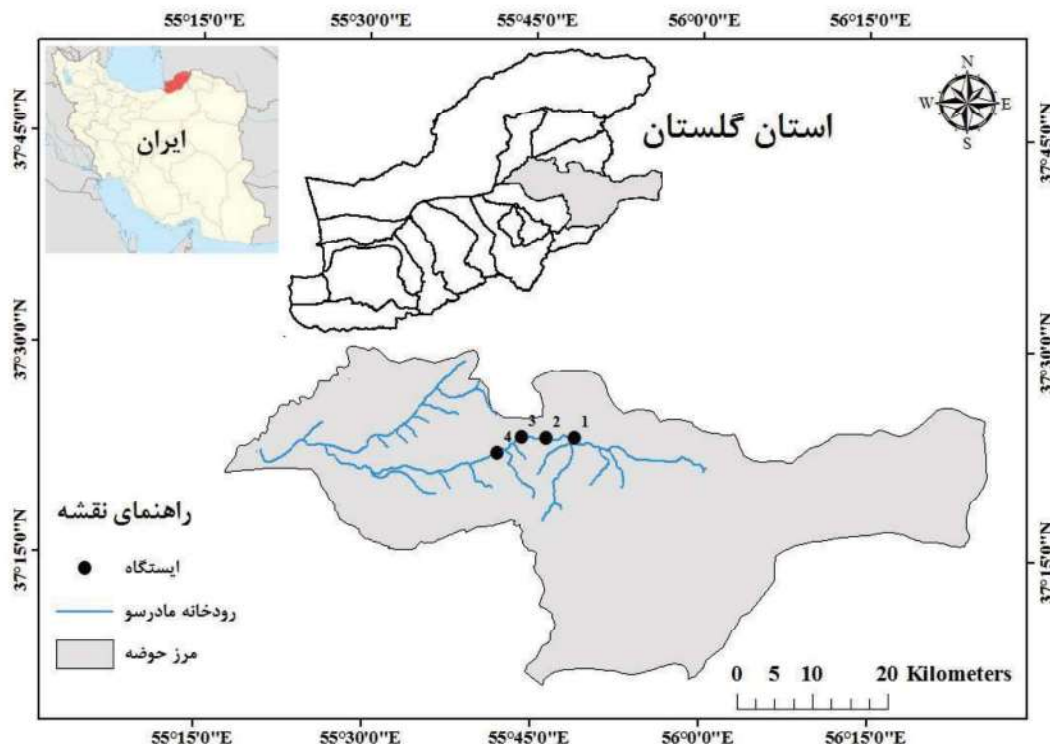 55°15'0"E 55°30'0"E 55°45'0"E 56°0'0"E 56°15'0"E
37°45'0"N
37°30'0"N
37°15'0"N
ایران
استان گلستان
N
W E
S
37°45'0"N
37°30'0"N
37°15'0"N
1
2
3
4
راهنمای نقشه
ایستگاه
رودخانه مادرسو
مرز حوضه
0 5 10 20 Kilometers
55°15'0"E 55°30'0"E 55°45'0"E 56°0'0"E 56°15'0"E